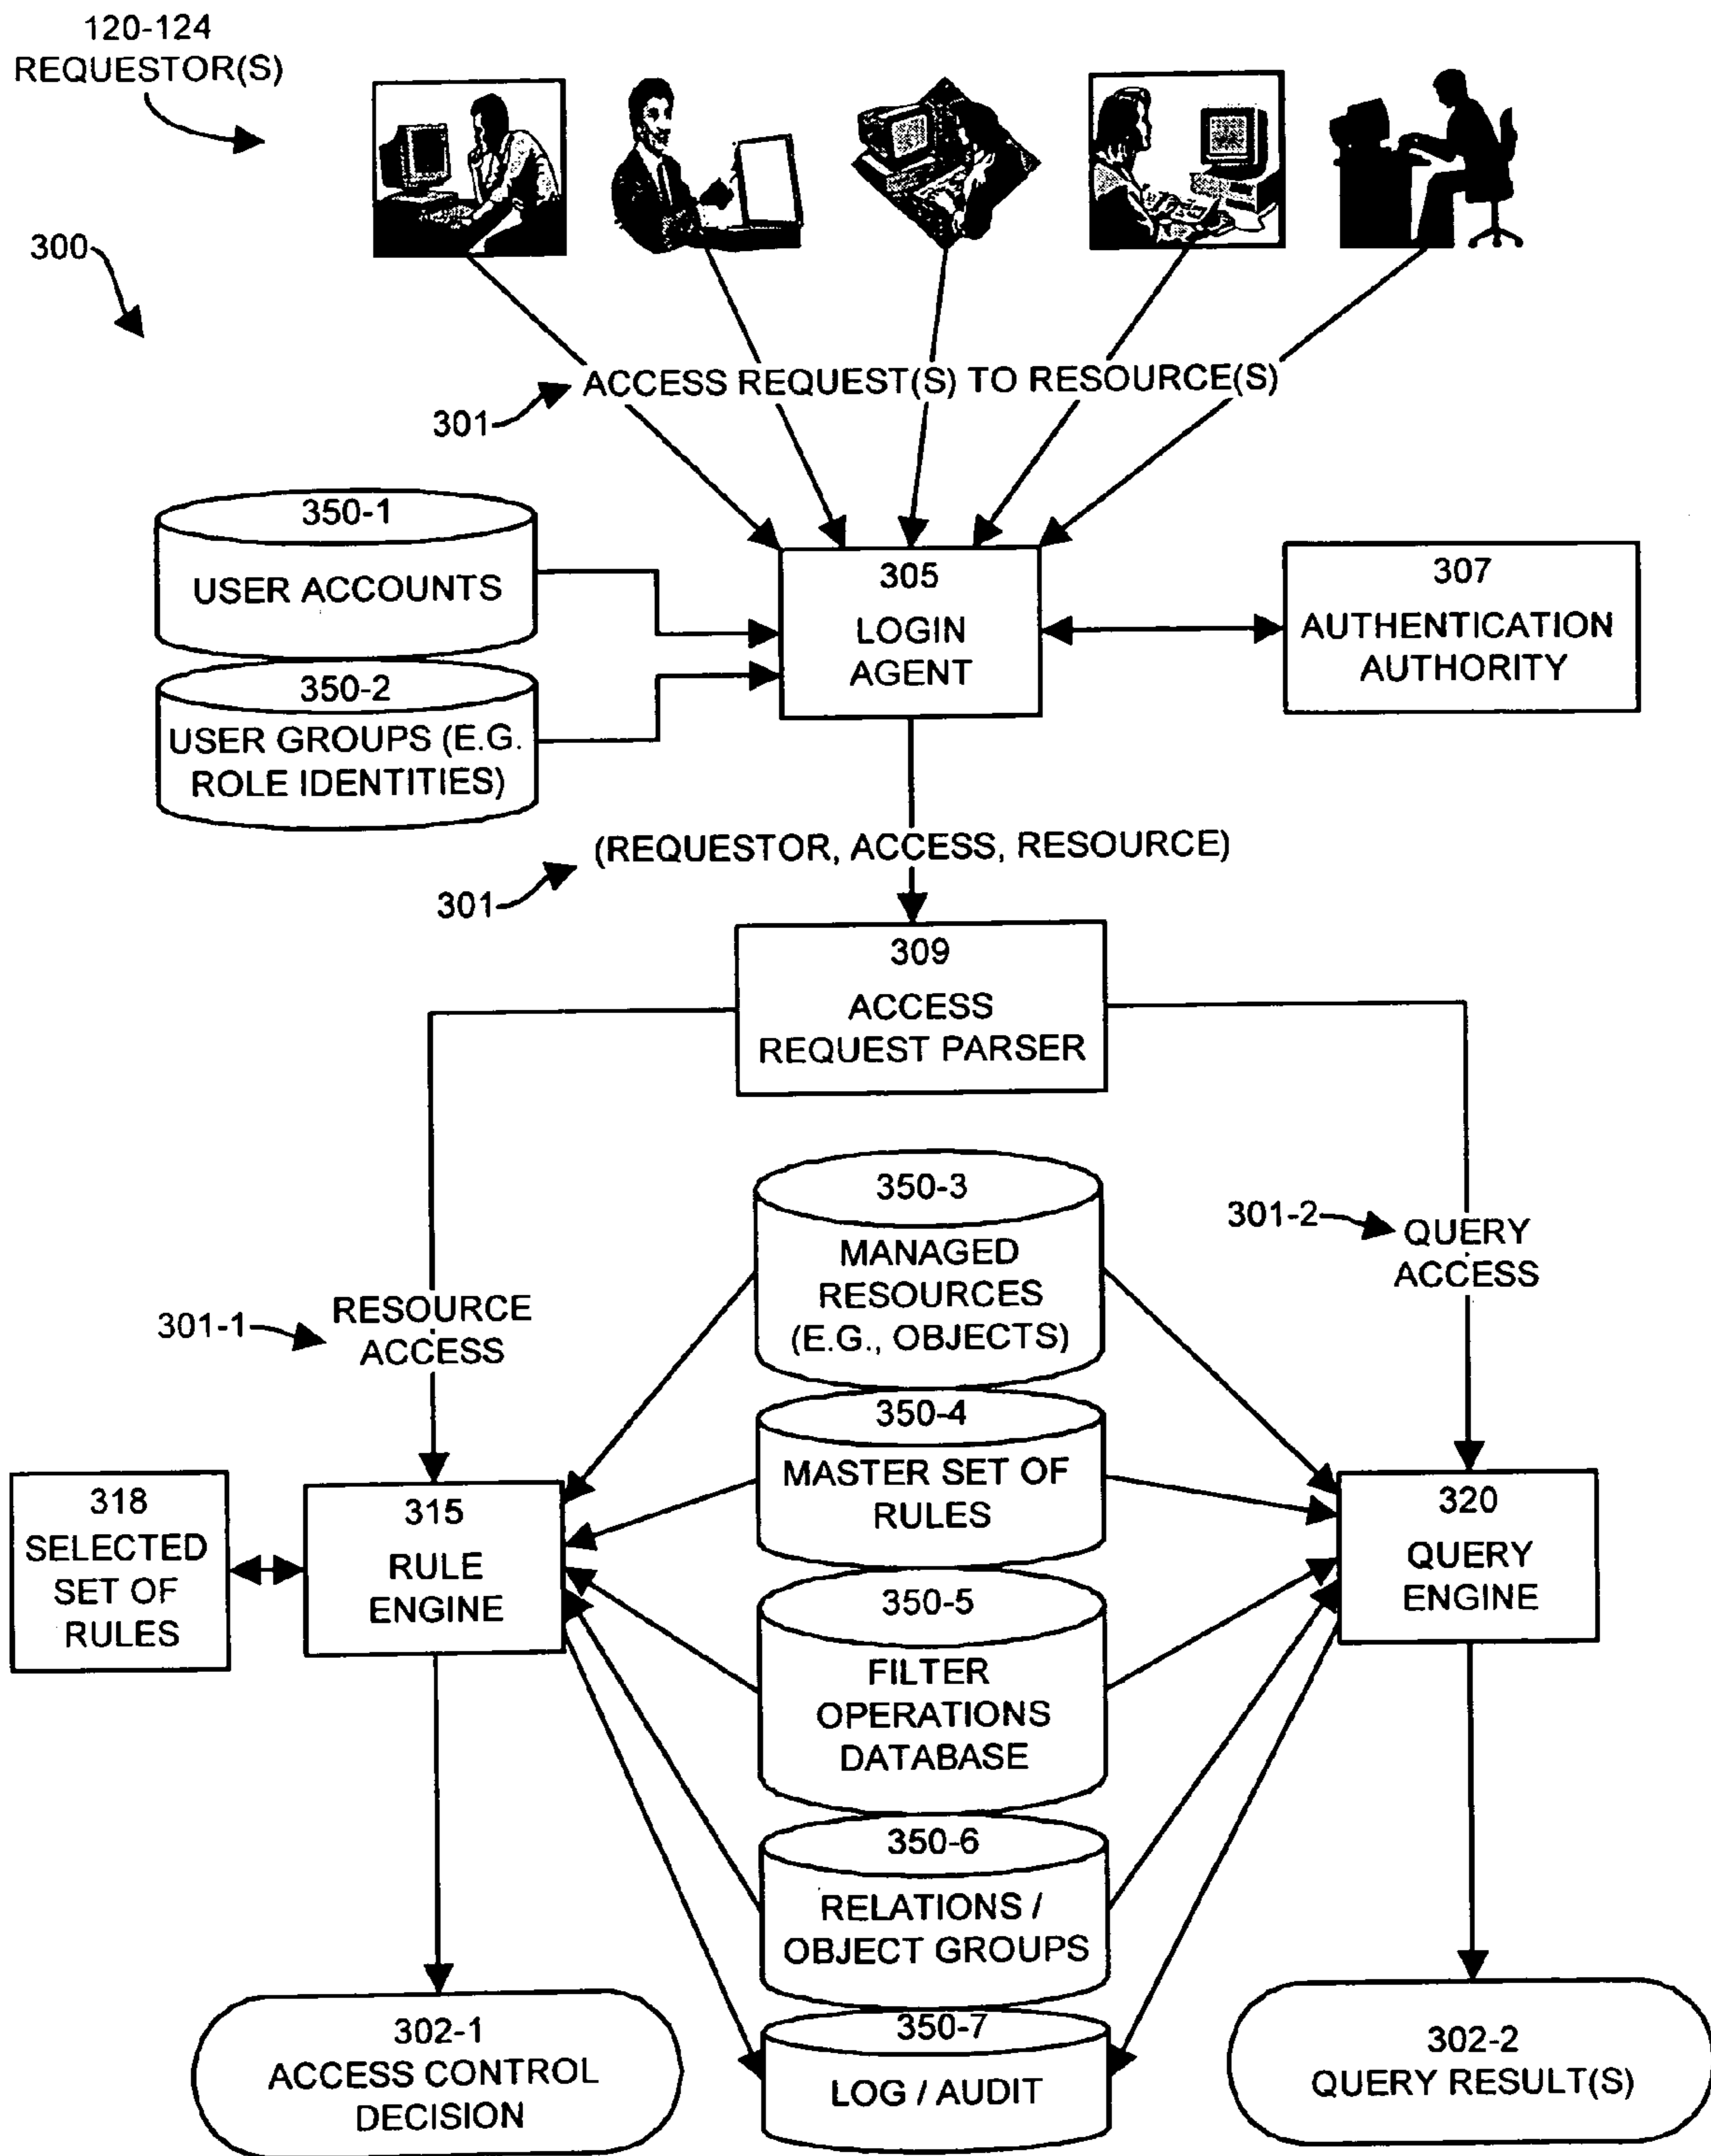 120-124
REQUESTOR(S)
300
301
ACCESS REQUEST(S) TO RESOURCE(S)
350-1
USER ACCOUNTS
350-2
USER GROUPS (E.G.
ROLE IDENTITIES)
305
LOGIN
AGENT
307
AUTHENTICATION
AUTHORITY
(REQUESTOR, ACCESS, RESOURCE)
301
309
ACCESS
REQUEST PARSER
350-3
MANAGED
RESOURCES
(E.G., OBJECTS)
301-2
QUERY
ACCESS
301-1
RESOURCE
ACCESS
350-4
MASTER SET OF
RULES
318
SELECTED
SET OF
RULES
315
RULE
ENGINE
320
QUERY
ENGINE
350-5
FILTER
OPERATIONS
DATABASE
350-6
RELATIONS /
OBJECT GROUPS
350-7
LOG / AUDIT
302-1
ACCESS CONTROL
DECISION
302-2
QUERY RESULT(S)